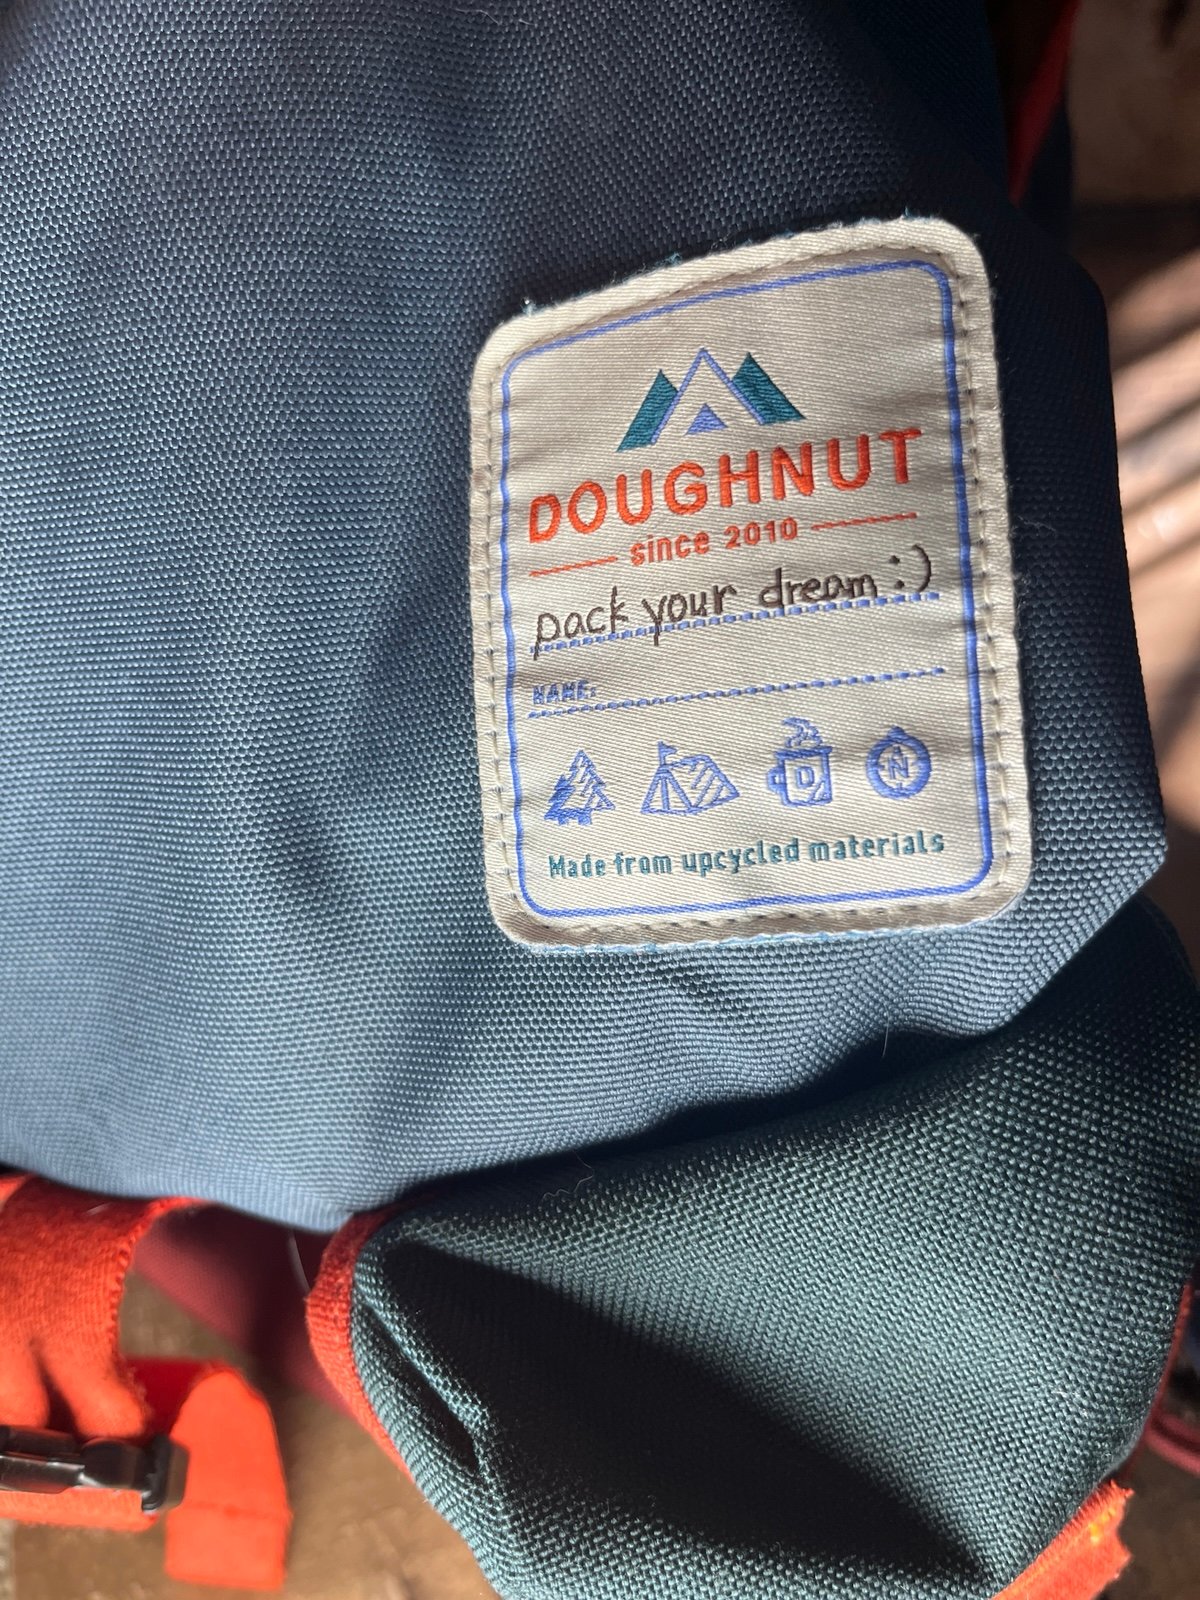 DOUGHNUT
since 2010
pack your dream :)
NAME:
D
N
Made from upcycled materials